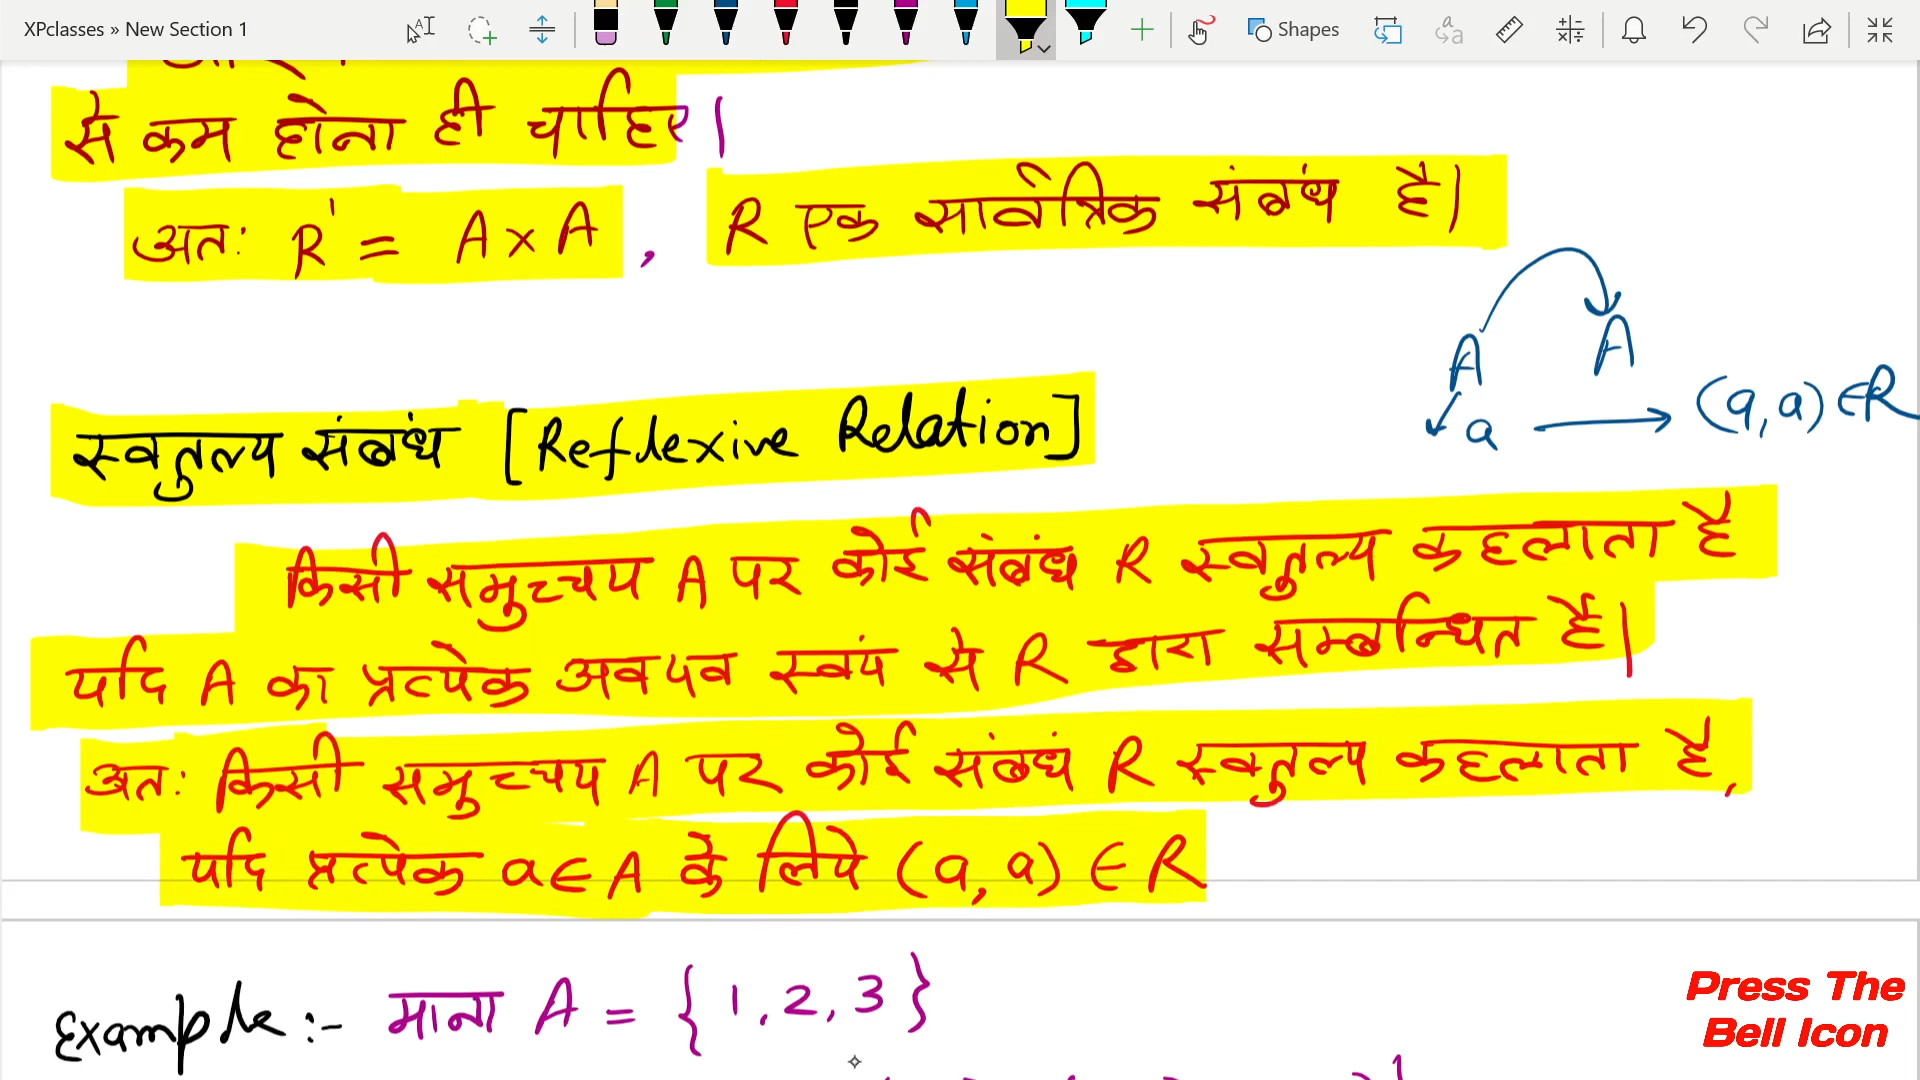 XPclasses » New Section 1
Shapes
से कम होना ही चाहिए।
अतः R' = A × A , R एक सार्वत्रिक संबंध है।
A A
a → (a, a) ∈ R
स्वतुल्य संबंध [Reflexive Relation]
किसी समुच्चय A पर कोई संबंध R स्वतुल्य कहलाता है
यदि A का प्रत्येक अवयव स्वयं से R द्वारा सम्बन्धित है।
अतः किसी समुच्चय A पर कोई संबंध R स्वतुल्य कहलाता है,
यदि प्रत्येक a ∈ A के लिये (a, a) ∈ R
Example :- माना A = {1, 2, 3}
Press The
Bell Icon